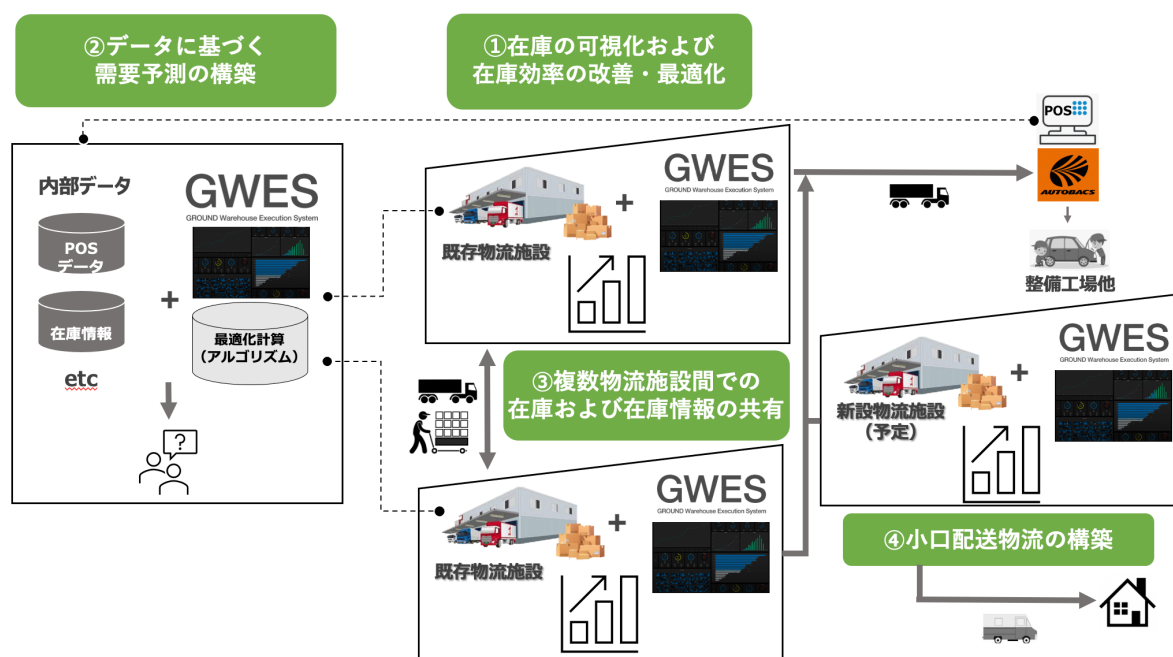 ②データに基づく
需要予測の構築
①在庫の可視化および
在庫効率の改善・最適化
POS
AUTOBACS
整備工場他
内部データ
POS
データ
在庫情報
etc
+
GWES
GROUND Warehouse Execution System
最適化計算
(アルゴリズム)
?
既存物流施設
+
GWES
GROUND Warehouse Execution System
③複数物流施設間での
在庫および在庫情報の共有
既存物流施設
+
GWES
GROUND Warehouse Execution System
新設物流施設
(予定)
+
GWES
GROUND Warehouse Execution System
④小口配送物流の構築